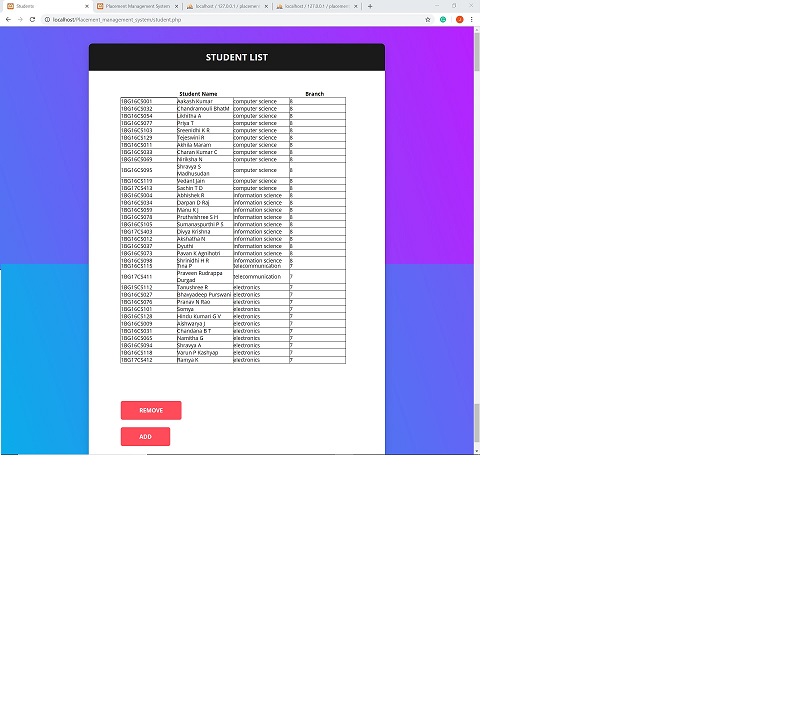 Students
Placement Management System
localhost / 127.0.0.1 / placemen
localhost / 127.0.0.1 / placemen
localhost/Placement_management_system/student.php
STUDENT LIST
Student Name Branch
1BG16CS001 Aakash Kumar computer science 8
1BG16CS032 Chandramouli BhatM computer science 8
1BG16CS054 Likhitha A computer science 8
1BG16CS077 Priya T computer science 8
1BG16CS103 Sreenidhi K R computer science 8
1BG16CS129 Tejeswini R computer science 8
1BG16CS011 Akhila Maram computer science 8
1BG16CS033 Charan Kumar C computer science 8
1BG16CS069 Niriksha N computer science 8
1BG16CS095 Shravya S Madhusudan computer science 8
1BG16CS119 Vedant Jain computer science 8
1BG17CS413 Sachin T D computer science 8
1BG16CS004 Abhishek R information science 8
1BG16CS034 Darpan D Raj information science 8
1BG16CS059 Manu K J information science 8
1BG16CS078 Pruthvishree S H information science 8
1BG16CS105 Sumanaspurthi P S information science 8
1BG17CS403 Divya Krishna information science 8
1BG16CS012 Akshatha N information science 8
1BG16CS037 Dyuthi information science 8
1BG16CS073 Pavan K Agnihotri information science 8
1BG16CS098 Shrinidhi H R information science 8
1BG16CS115 Tina P telecommunication 7
1BG17CS411 Praveen Rudrappa Durgad telecommunication 7
1BG15CS112 Tanushree R electronics 7
1BG16CS027 Bhavyadeep Purswani electronics 7
1BG16CS076 Pranav N Rao electronics 7
1BG16CS101 Somya electronics 7
1BG16CS128 Hindu Kumari G V electronics 7
1BG16CS009 Aishwarya J electronics 7
1BG16CS031 Chandana B T electronics 7
1BG16CS065 Namitha G electronics 7
1BG16CS094 Shravya A electronics 7
1BG16CS118 Varun P Kashyap electronics 7
1BG17CS412 Ramya K electronics 7
REMOVE
ADD